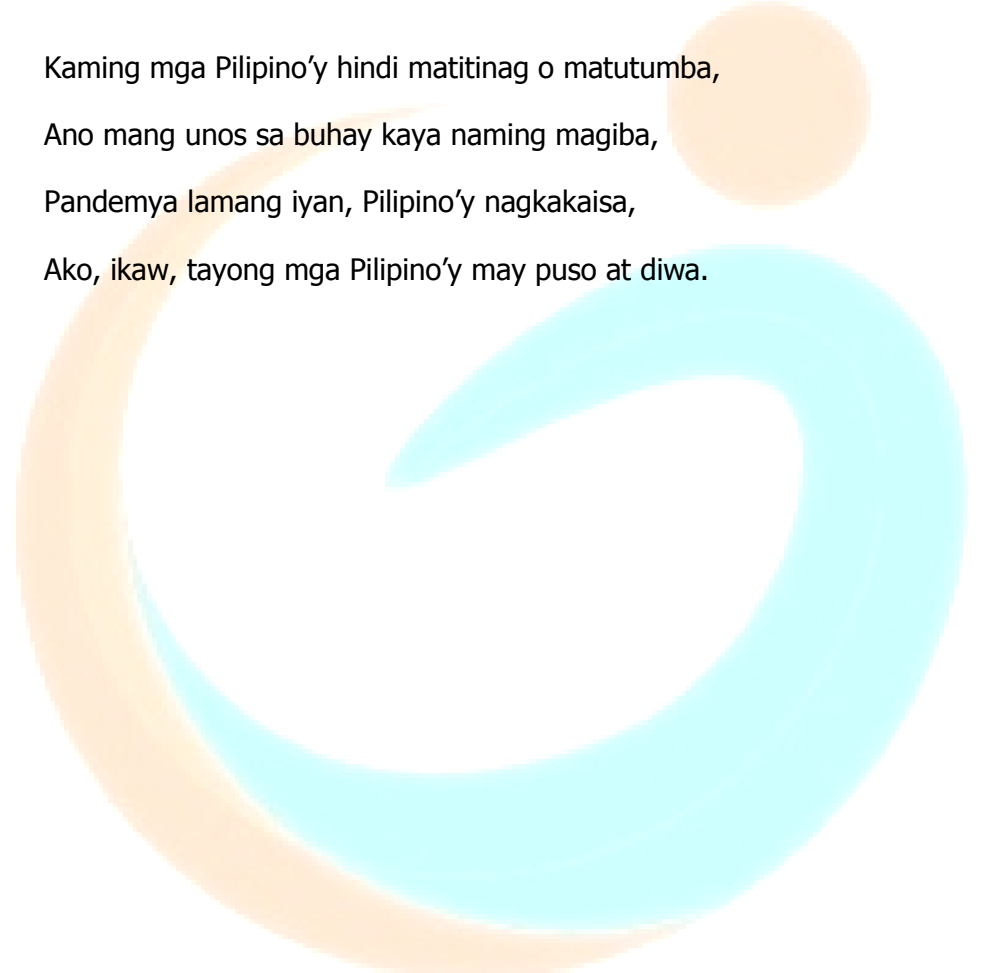 Kaming mga Pilipino’y hindi matitinag o matutumba,
Ano mang unos sa buhay kaya naming magiba,
Pandemya lamang iyan, Pilipino’y nagkakaisa,
Ako, ikaw, tayong mga Pilipino’y may puso at diwa.